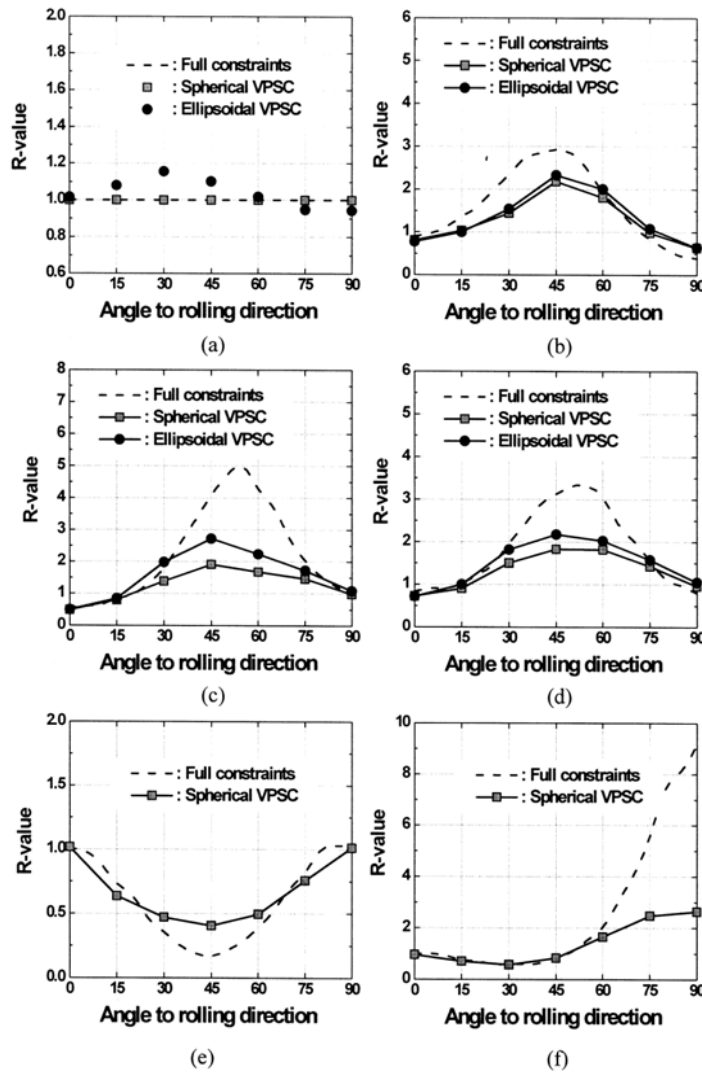 2.0
1.8
1.6
1.4
1.2
1.0
0.8
0.6
R-value
- - - - : Full constraints
: Spherical VPSC
: Ellipsoidal VPSC
0 15 30 45 60 75 90
Angle to rolling direction
(a)
6
5
4
3
2
1
0
R-value
- - - : Full constraints
: Spherical VPSC
: Ellipsoidal VPSC
0 15 30 45 60 75 90
Angle to rolling direction
(b)
8
7
6
5
4
3
2
1
0
R-value
- - - : Full constraints
: Spherical VPSC
: Ellipsoidal VPSC
0 15 30 45 60 75 90
Angle to rolling direction
(c)
6
5
4
3
2
1
0
R-value
- - - : Full constraints
: Spherical VPSC
: Ellipsoidal VPSC
0 15 30 45 60 75 90
Angle to rolling direction
(d)
2.0
1.5
1.0
0.5
0.0
R-value
- - - : Full constraints
: Spherical VPSC
0 15 30 45 60 75 90
Angle to rolling direction
(e)
10
8
6
4
2
0
R-value
- - - : Full constraints
: Spherical VPSC
0 15 30 45 60 75 90
Angle to rolling direction
(f)